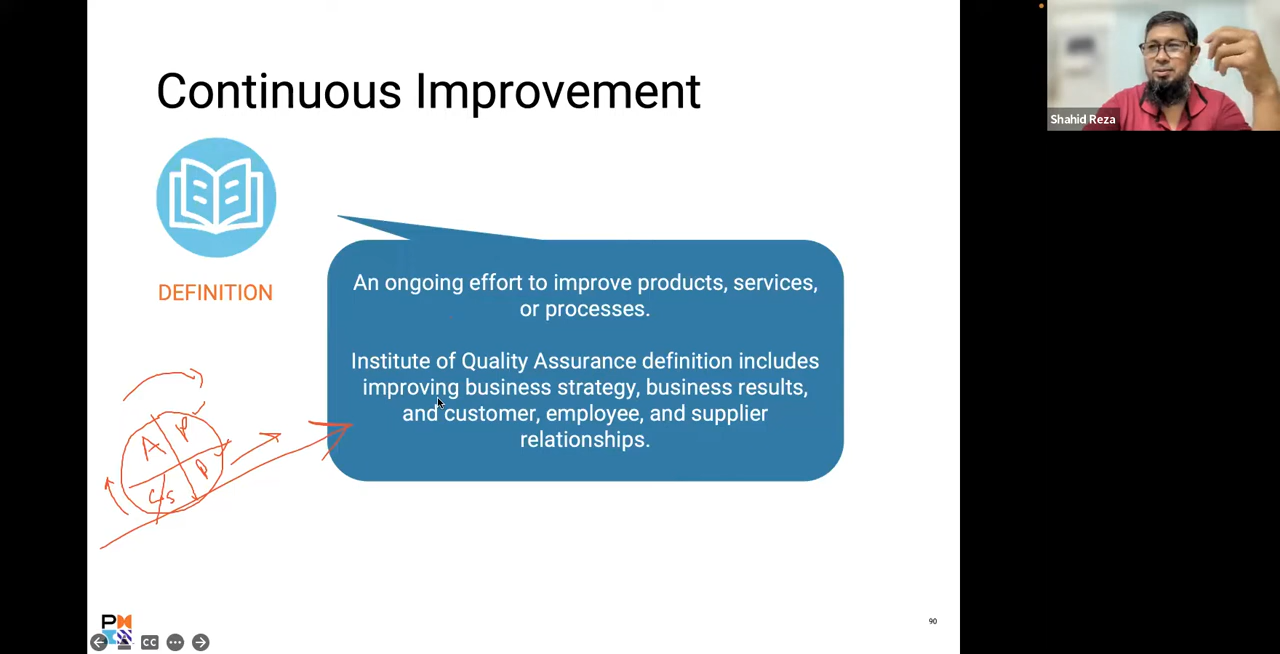 Continuous Improvement
Shahid Reza
DEFINITION
An ongoing effort to improve products, services,
or processes.
Institute of Quality Assurance definition includes
improving business strategy, business results,
and customer, employee, and supplier
relationships.
A P
C/S D
90
CC